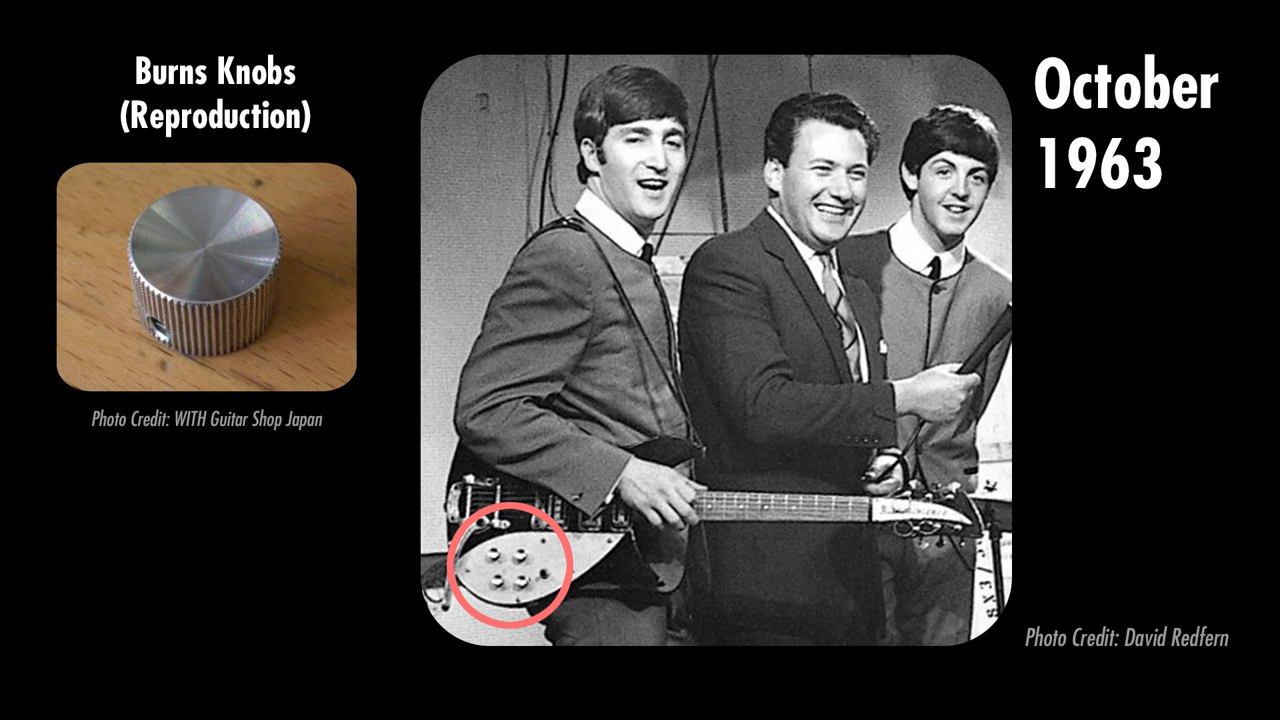 Burns Knobs
(Reproduction)
Photo Credit: WITH Guitar Shop Japan
October
1963
Photo Credit: David Redfern